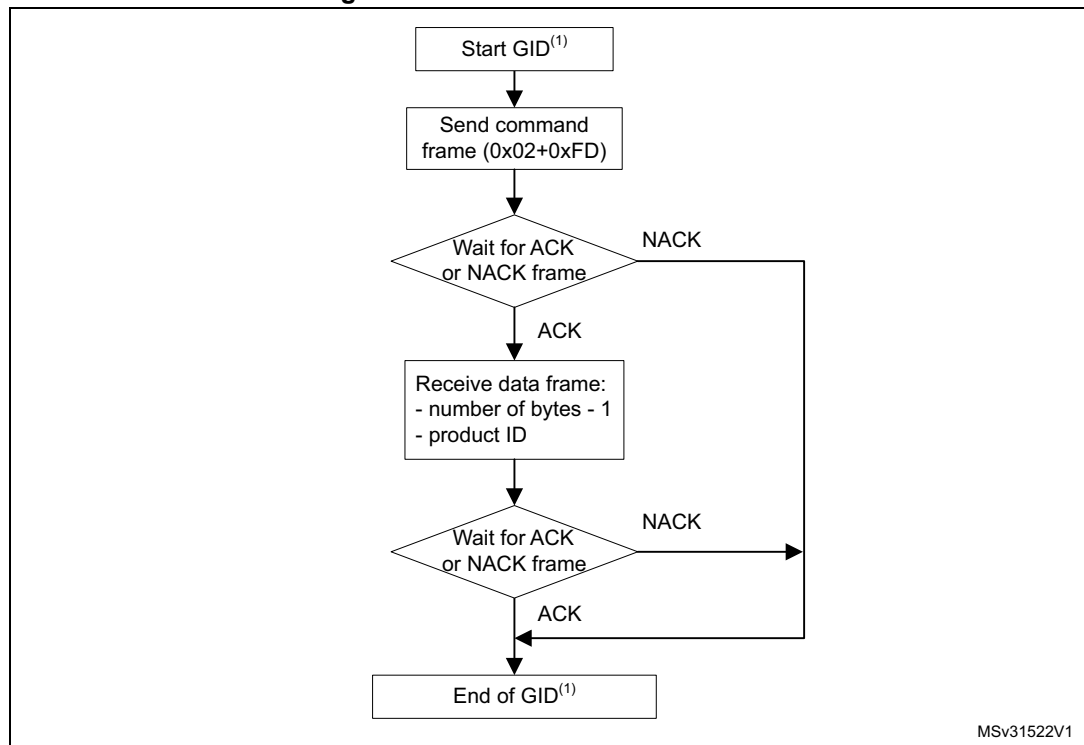 Start GID(1)
Send command
frame (0x02+0xFD)
Wait for ACK
or NACK frame
NACK
ACK
Receive data frame:
- number of bytes - 1
- product ID
Wait for ACK
or NACK frame
NACK
ACK
End of GID(1)
MSv31522V1